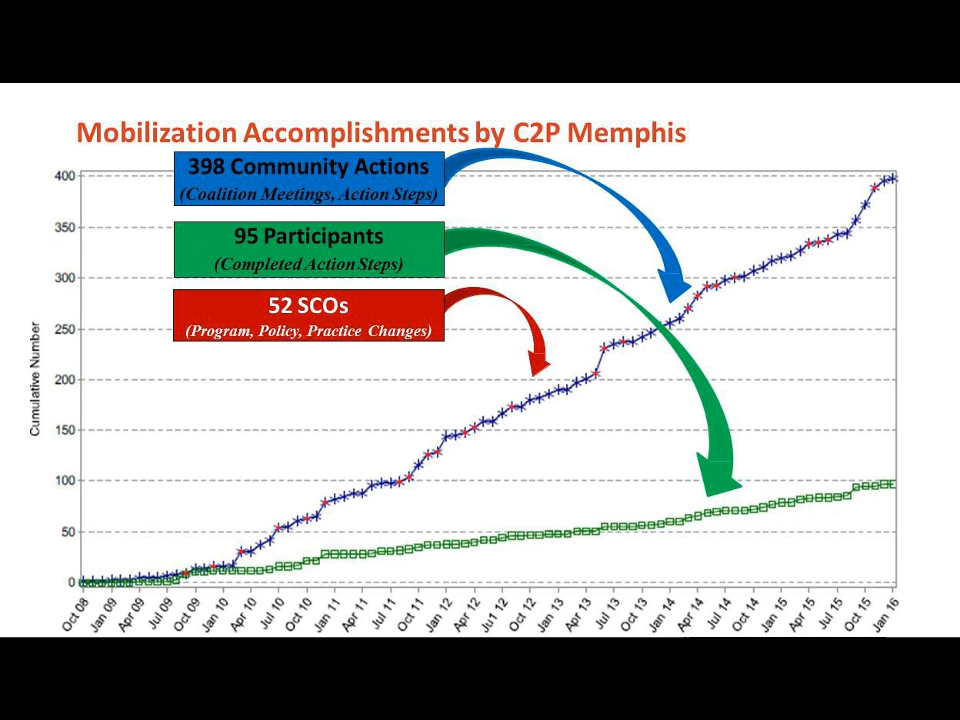 Mobilization Accomplishments by C2P Memphis
398 Community Actions
(Coalition Meetings, Action Steps)
95 Participants
(Completed Action Steps)
52 SCOs
(Program, Policy, Practice Changes)
Cumulative Number
400
350
300
250
200
150
100
50
0
Oct 08
Jan 09
Apr 09
Jul 09
Oct 09
Jan 10
Apr 10
Jul 10
Oct 10
Jan 11
Apr 11
Jul 11
Oct 11
Jan 12
Apr 12
Jul 12
Oct 12
Jan 13
Apr 13
Jul 13
Oct 13
Jan 14
Apr 14
Jul 14
Oct 14
Jan 15
Apr 15
Jul 15
Oct 15
Jan 16